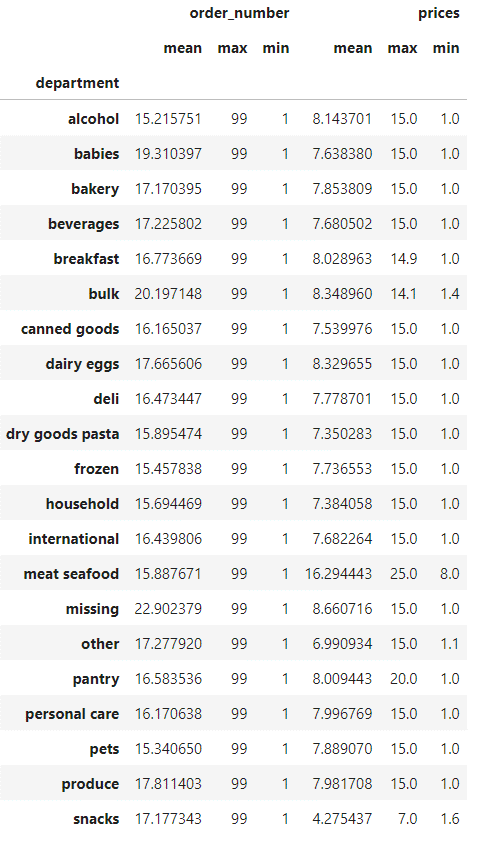 order_number prices
mean max min mean max min
department
alcohol 15.215751 99 1 8.143701 15.0 1.0
babies 19.310397 99 1 7.638380 15.0 1.0
bakery 17.170395 99 1 7.853809 15.0 1.0
beverages 17.225802 99 1 7.680502 15.0 1.0
breakfast 16.773669 99 1 8.028963 14.9 1.0
bulk 20.197148 99 1 8.348960 14.1 1.4
canned goods 16.165037 99 1 7.539976 15.0 1.0
dairy eggs 17.665606 99 1 8.329655 15.0 1.0
deli 16.473447 99 1 7.778701 15.0 1.0
dry goods pasta 15.895474 99 1 7.350283 15.0 1.0
frozen 15.457838 99 1 7.736553 15.0 1.0
household 15.694469 99 1 7.384058 15.0 1.0
international 16.439806 99 1 7.682264 15.0 1.0
meat seafood 15.887671 99 1 16.294443 25.0 8.0
missing 22.902379 99 1 8.660716 15.0 1.0
other 17.277920 99 1 6.990934 15.0 1.1
pantry 16.583536 99 1 8.009443 20.0 1.0
personal care 16.170638 99 1 7.996769 15.0 1.0
pets 15.340650 99 1 7.889070 15.0 1.0
produce 17.811403 99 1 7.981708 15.0 1.0
snacks 17.177343 99 1 4.275437 7.0 1.6